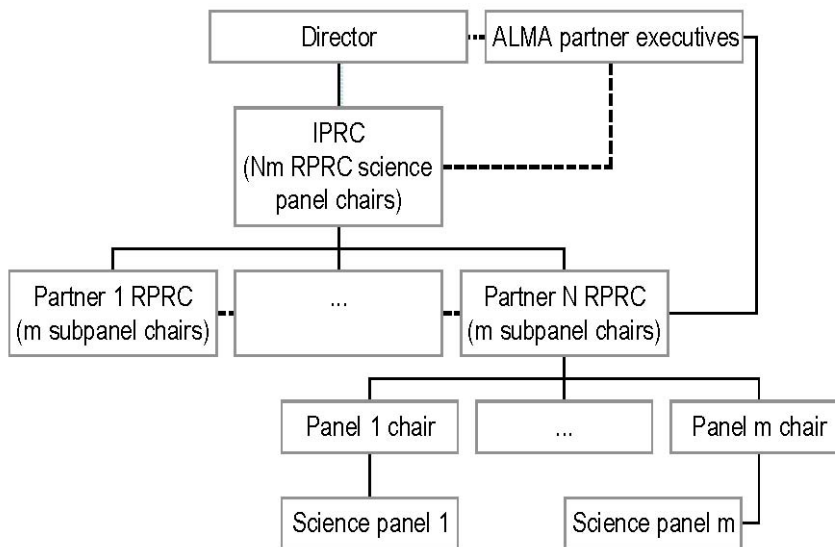 Director
ALMA partner executives
IPRC
(Nm RPRC science
panel chairs)
Partner 1 RPRC
(m subpanel chairs)
...
Partner N RPRC
(m subpanel chairs)
Panel 1 chair
...
Panel m chair
Science panel 1
Science panel m